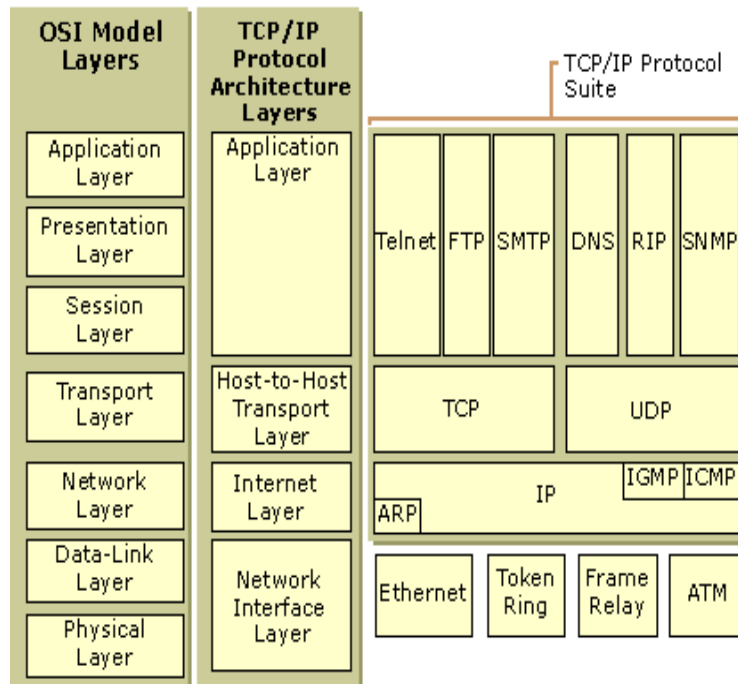 OSI Model
Layers
TCP/IP
Protocol
Architecture
Layers
TCP/IP Protocol
Suite
Application
Layer
Presentation
Layer
Session
Layer
Transport
Layer
Network
Layer
Data-Link
Layer
Physical
Layer
Application
Layer
Host-to-Host
Transport
Layer
Internet
Layer
Network
Interface
Layer
Telnet
FTP
SMTP
DNS
RIP
SNMP
TCP
UDP
IP
IGMP
ICMP
ARP
Ethernet
Token
Ring
Frame
Relay
ATM